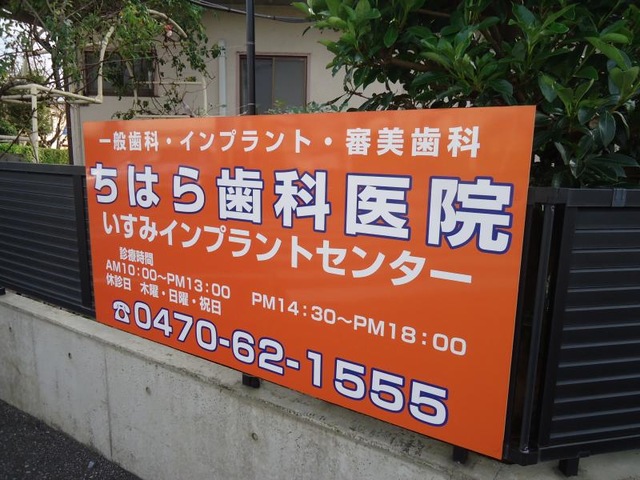 一般歯科・インプラント・審美歯科
ちはら歯科医院
いすみインプラントセンター
診療時間
AM10:00～PM13:00 PM14:30～PM18:00
休診日 木曜・日曜・祝日
☎0470-62-1555